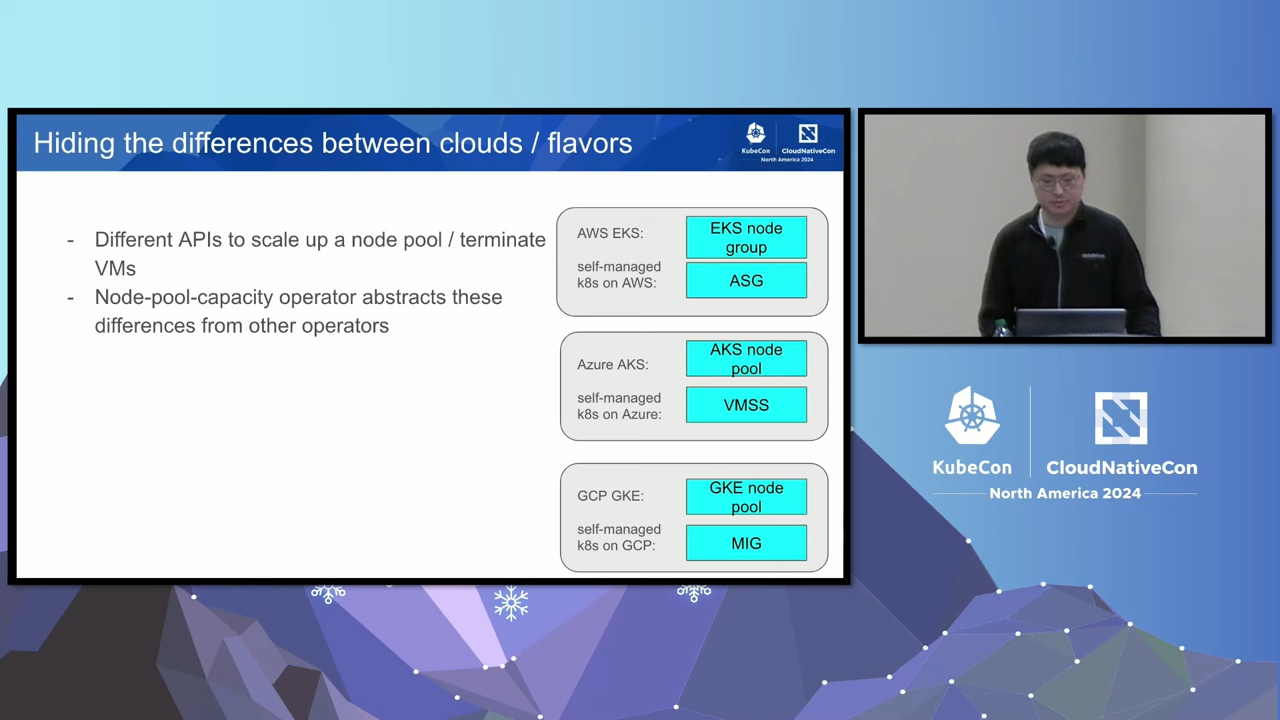 Hiding the differences between clouds / flavors
KubeCon
CloudNativeCon
North America 2024
- Different APIs to scale up a node pool / terminate
VMs
- Node-pool-capacity operator abstracts these
differences from other operators
AWS EKS:
EKS node
group
self-managed
k8s on AWS:
ASG
Azure AKS:
AKS node
pool
self-managed
k8s on Azure:
VMSS
GCP GKE:
GKE node
pool
self-managed
k8s on GCP:
MIG
KubeCon
CloudNativeCon
North America 2024